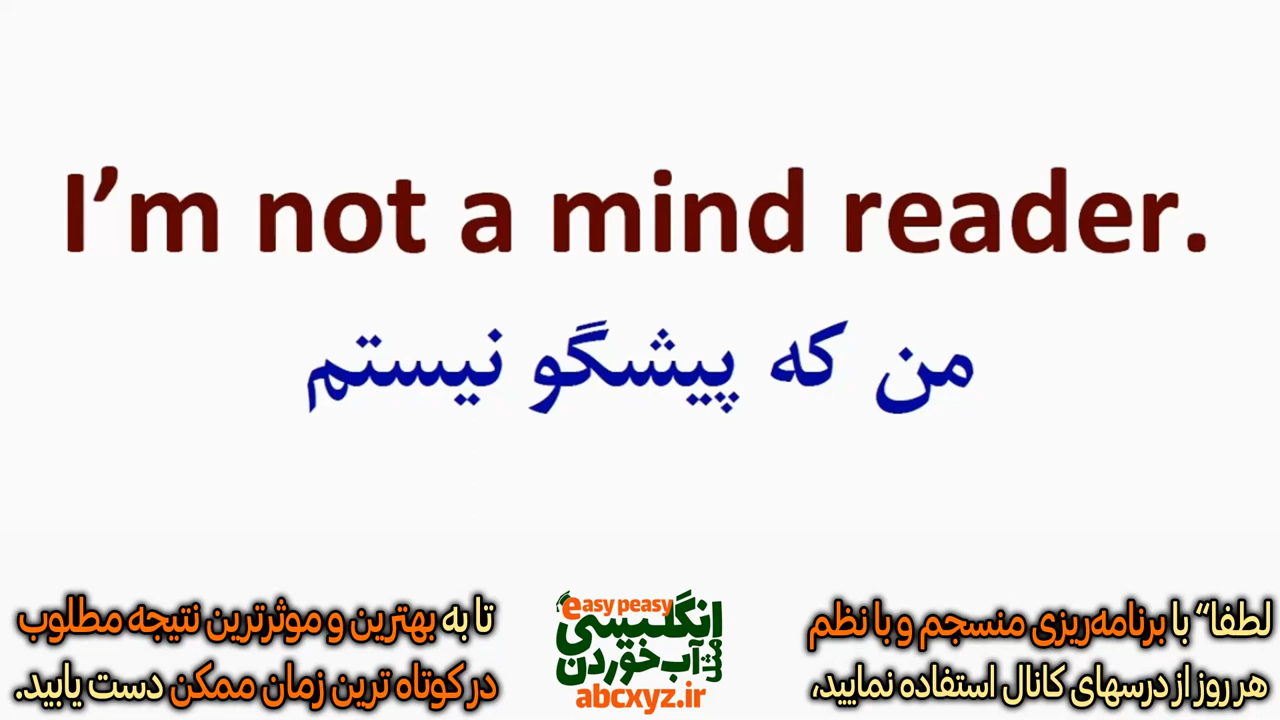 I’m not a mind reader.
من که پیشگو نیستم
لطفا“ با برنامه‌ریزی منسجم و با نظم
هر روز از درسهای کانال استفاده نمایید،
easy peasy
انگلیسی
مثل آب خوردن
abcxyz.ir
تا به بهترین و موثرترین نتیجه مطلوب
در کوتاه ترین زمان ممکن دست یابید.